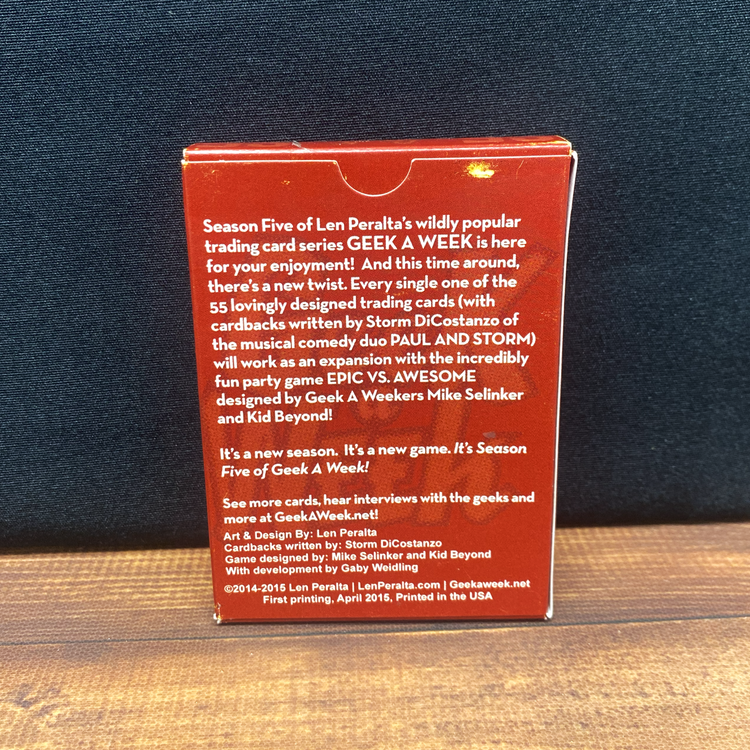 Season Five of Len Peralta's wildly popular
trading card series GEEK A WEEK is here
for your enjoyment! And this time around,
there's a new twist. Every single one of the
55 lovingly designed trading cards (with
cardbacks written by Storm DiCostanzo of
the musical comedy duo PAUL AND STORM)
will work as an expansion with the incredibly
fun party game EPIC VS. AWESOME
designed by Geek A Weekers Mike Selinker
and Kid Beyond!
It's a new season. It's a new game. It's Season
Five of Geek A Week!
See more cards, hear interviews with the geeks and
more at GeekAWeek.net!
Art & Design By: Len Peralta
Cardbacks written by: Storm DiCostanzo
Game designed by: Mike Selinker and Kid Beyond
With development by Gaby Weidling
©2014-2015 Len Peralta | LenPeralta.com | Geekaweek.net
First printing, April 2015, Printed in the USA